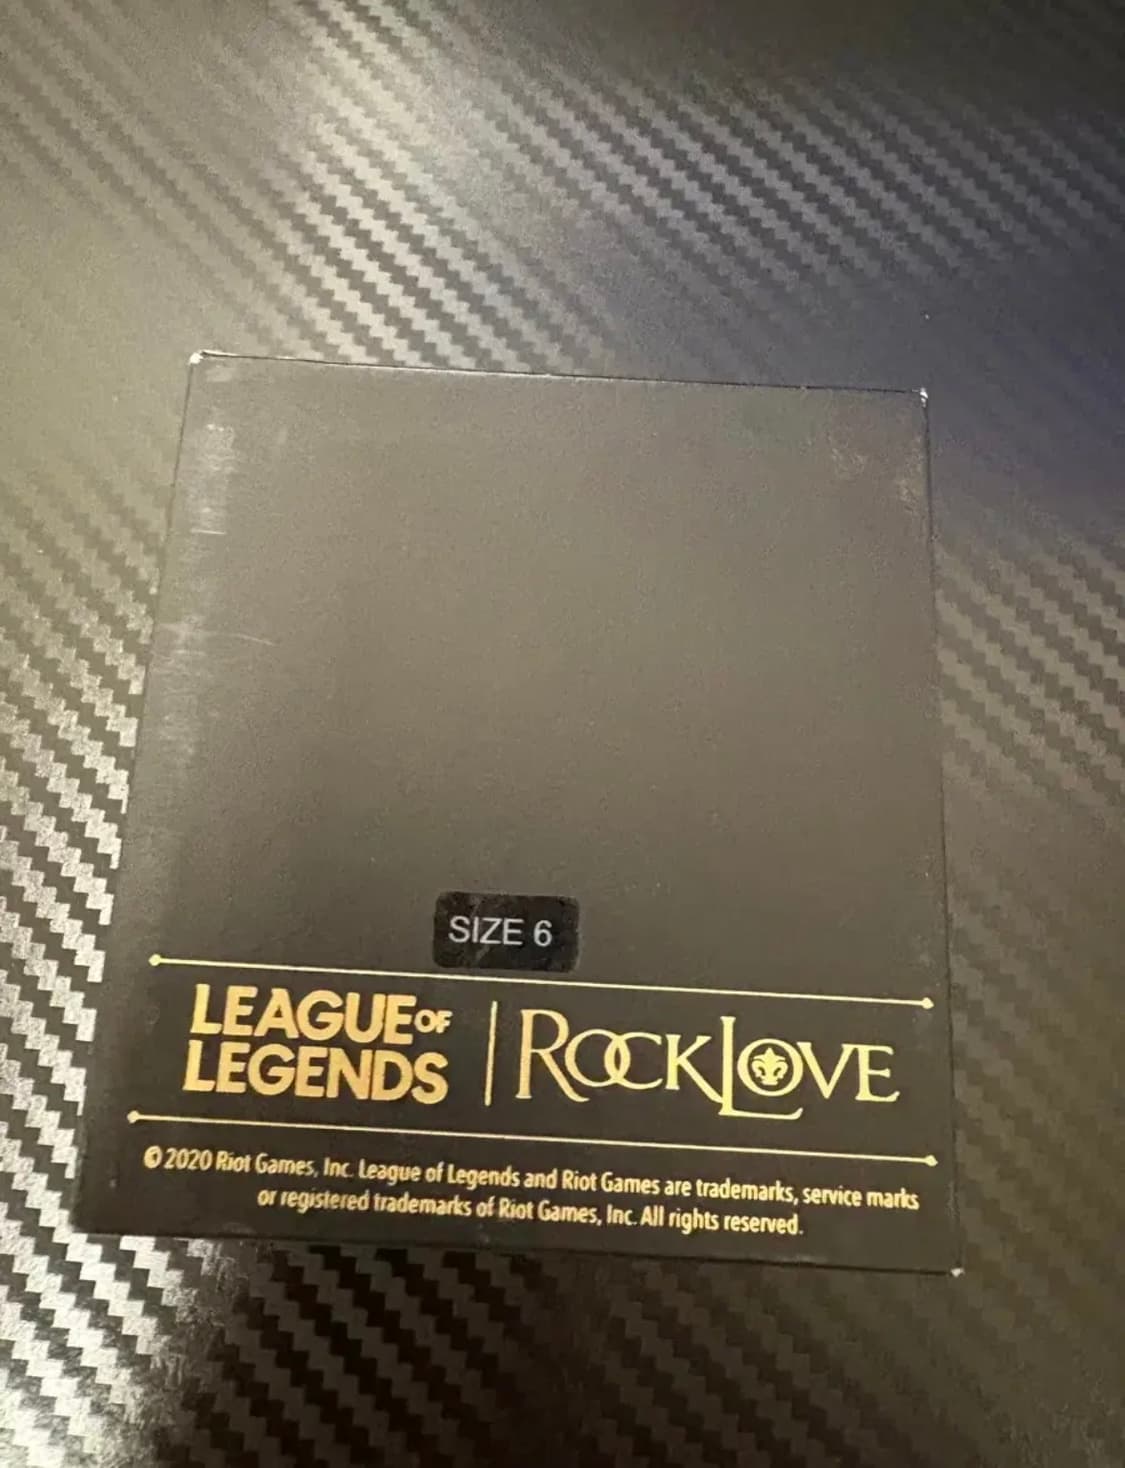 SIZE 6
LEAGUE OF
LEGENDS
ROCKLOVE
© 2020 Riot Games, Inc. League of Legends and Riot Games are trademarks, service marks
or registered trademarks of Riot Games, Inc. All rights reserved.